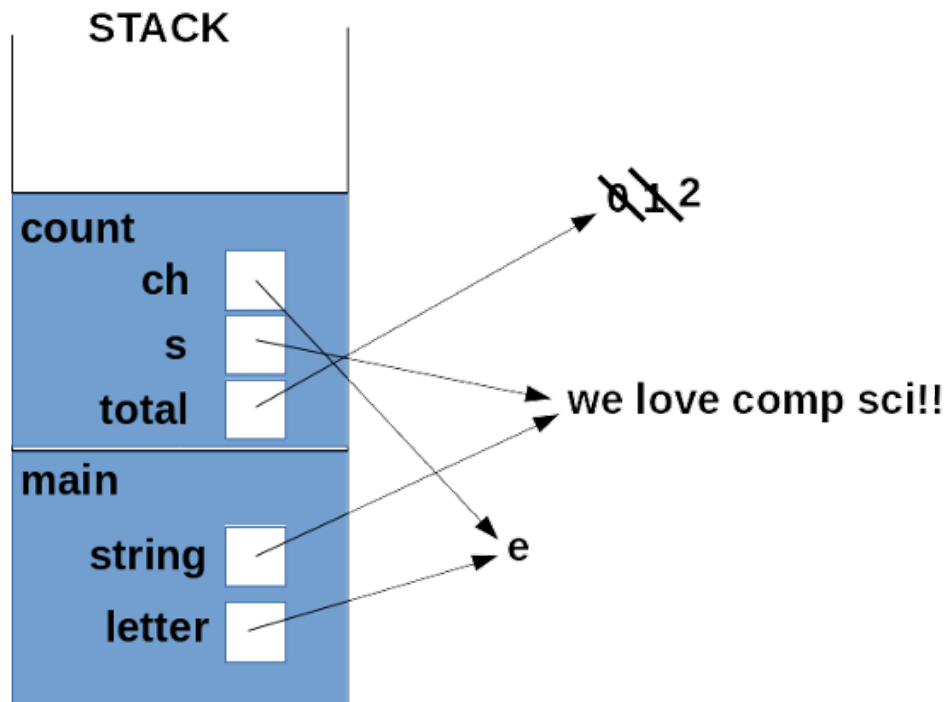 STACK
count
ch
s
total
0 1 2
we love comp sci!!
main
string
letter
e